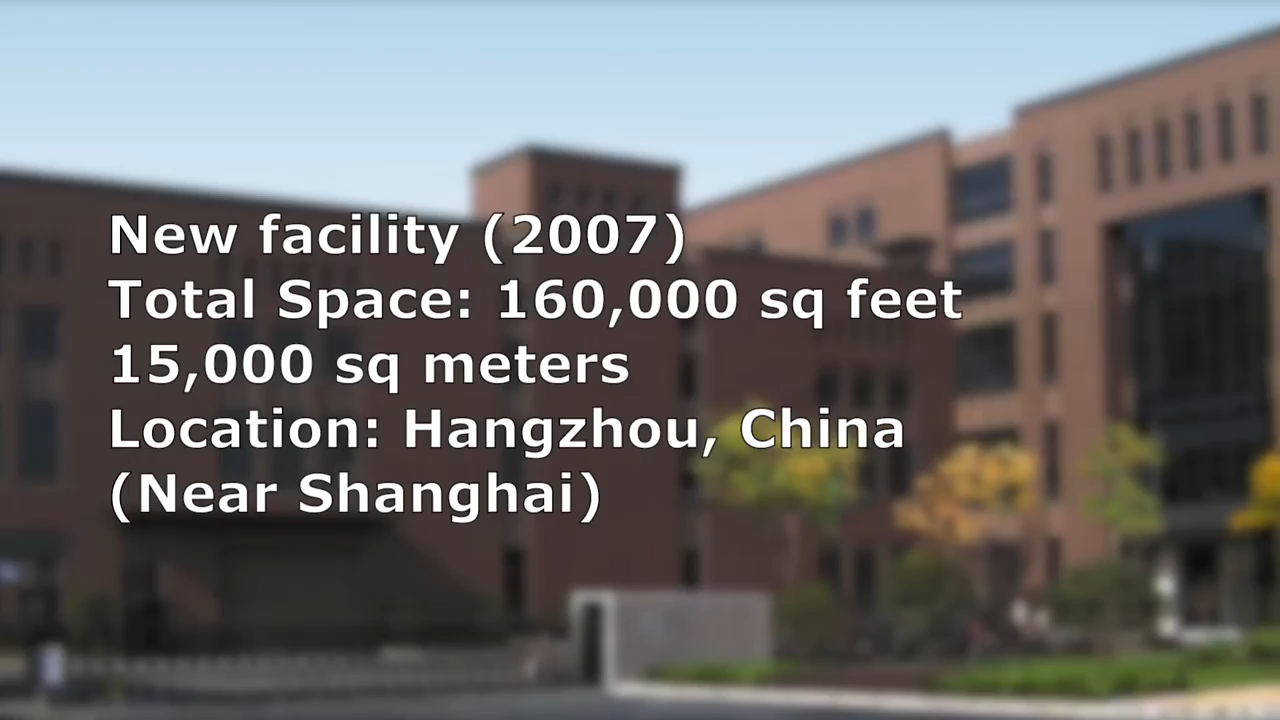 New facility (2007)
Total Space: 160,000 sq feet
15,000 sq meters
Location: Hangzhou, China
(Near Shanghai)